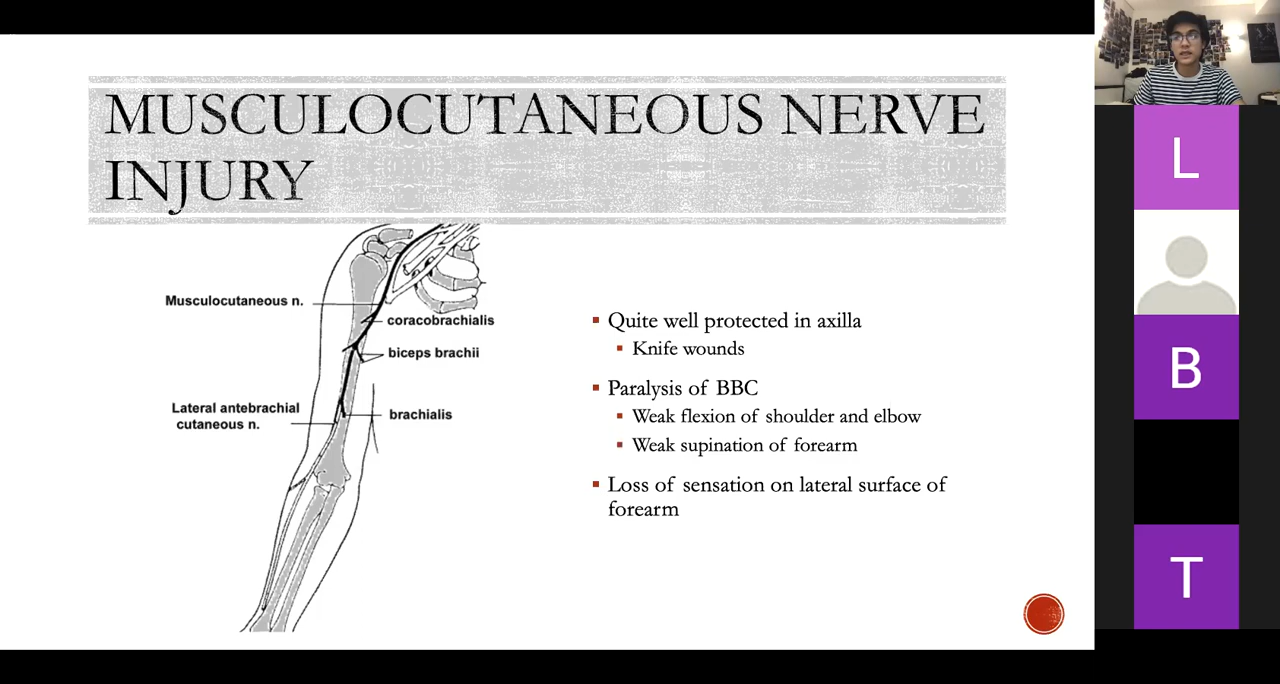 MUSCULOCUTANEOUS NERVE
INJURY
Musculocutaneous n.
coracobrachialis
biceps brachii
Lateral antebrachial
cutaneous n.
brachialis
Quite well protected in axilla
Knife wounds
Paralysis of BBC
Weak flexion of shoulder and elbow
Weak supination of forearm
Loss of sensation on lateral surface of
forearm
L
B
T